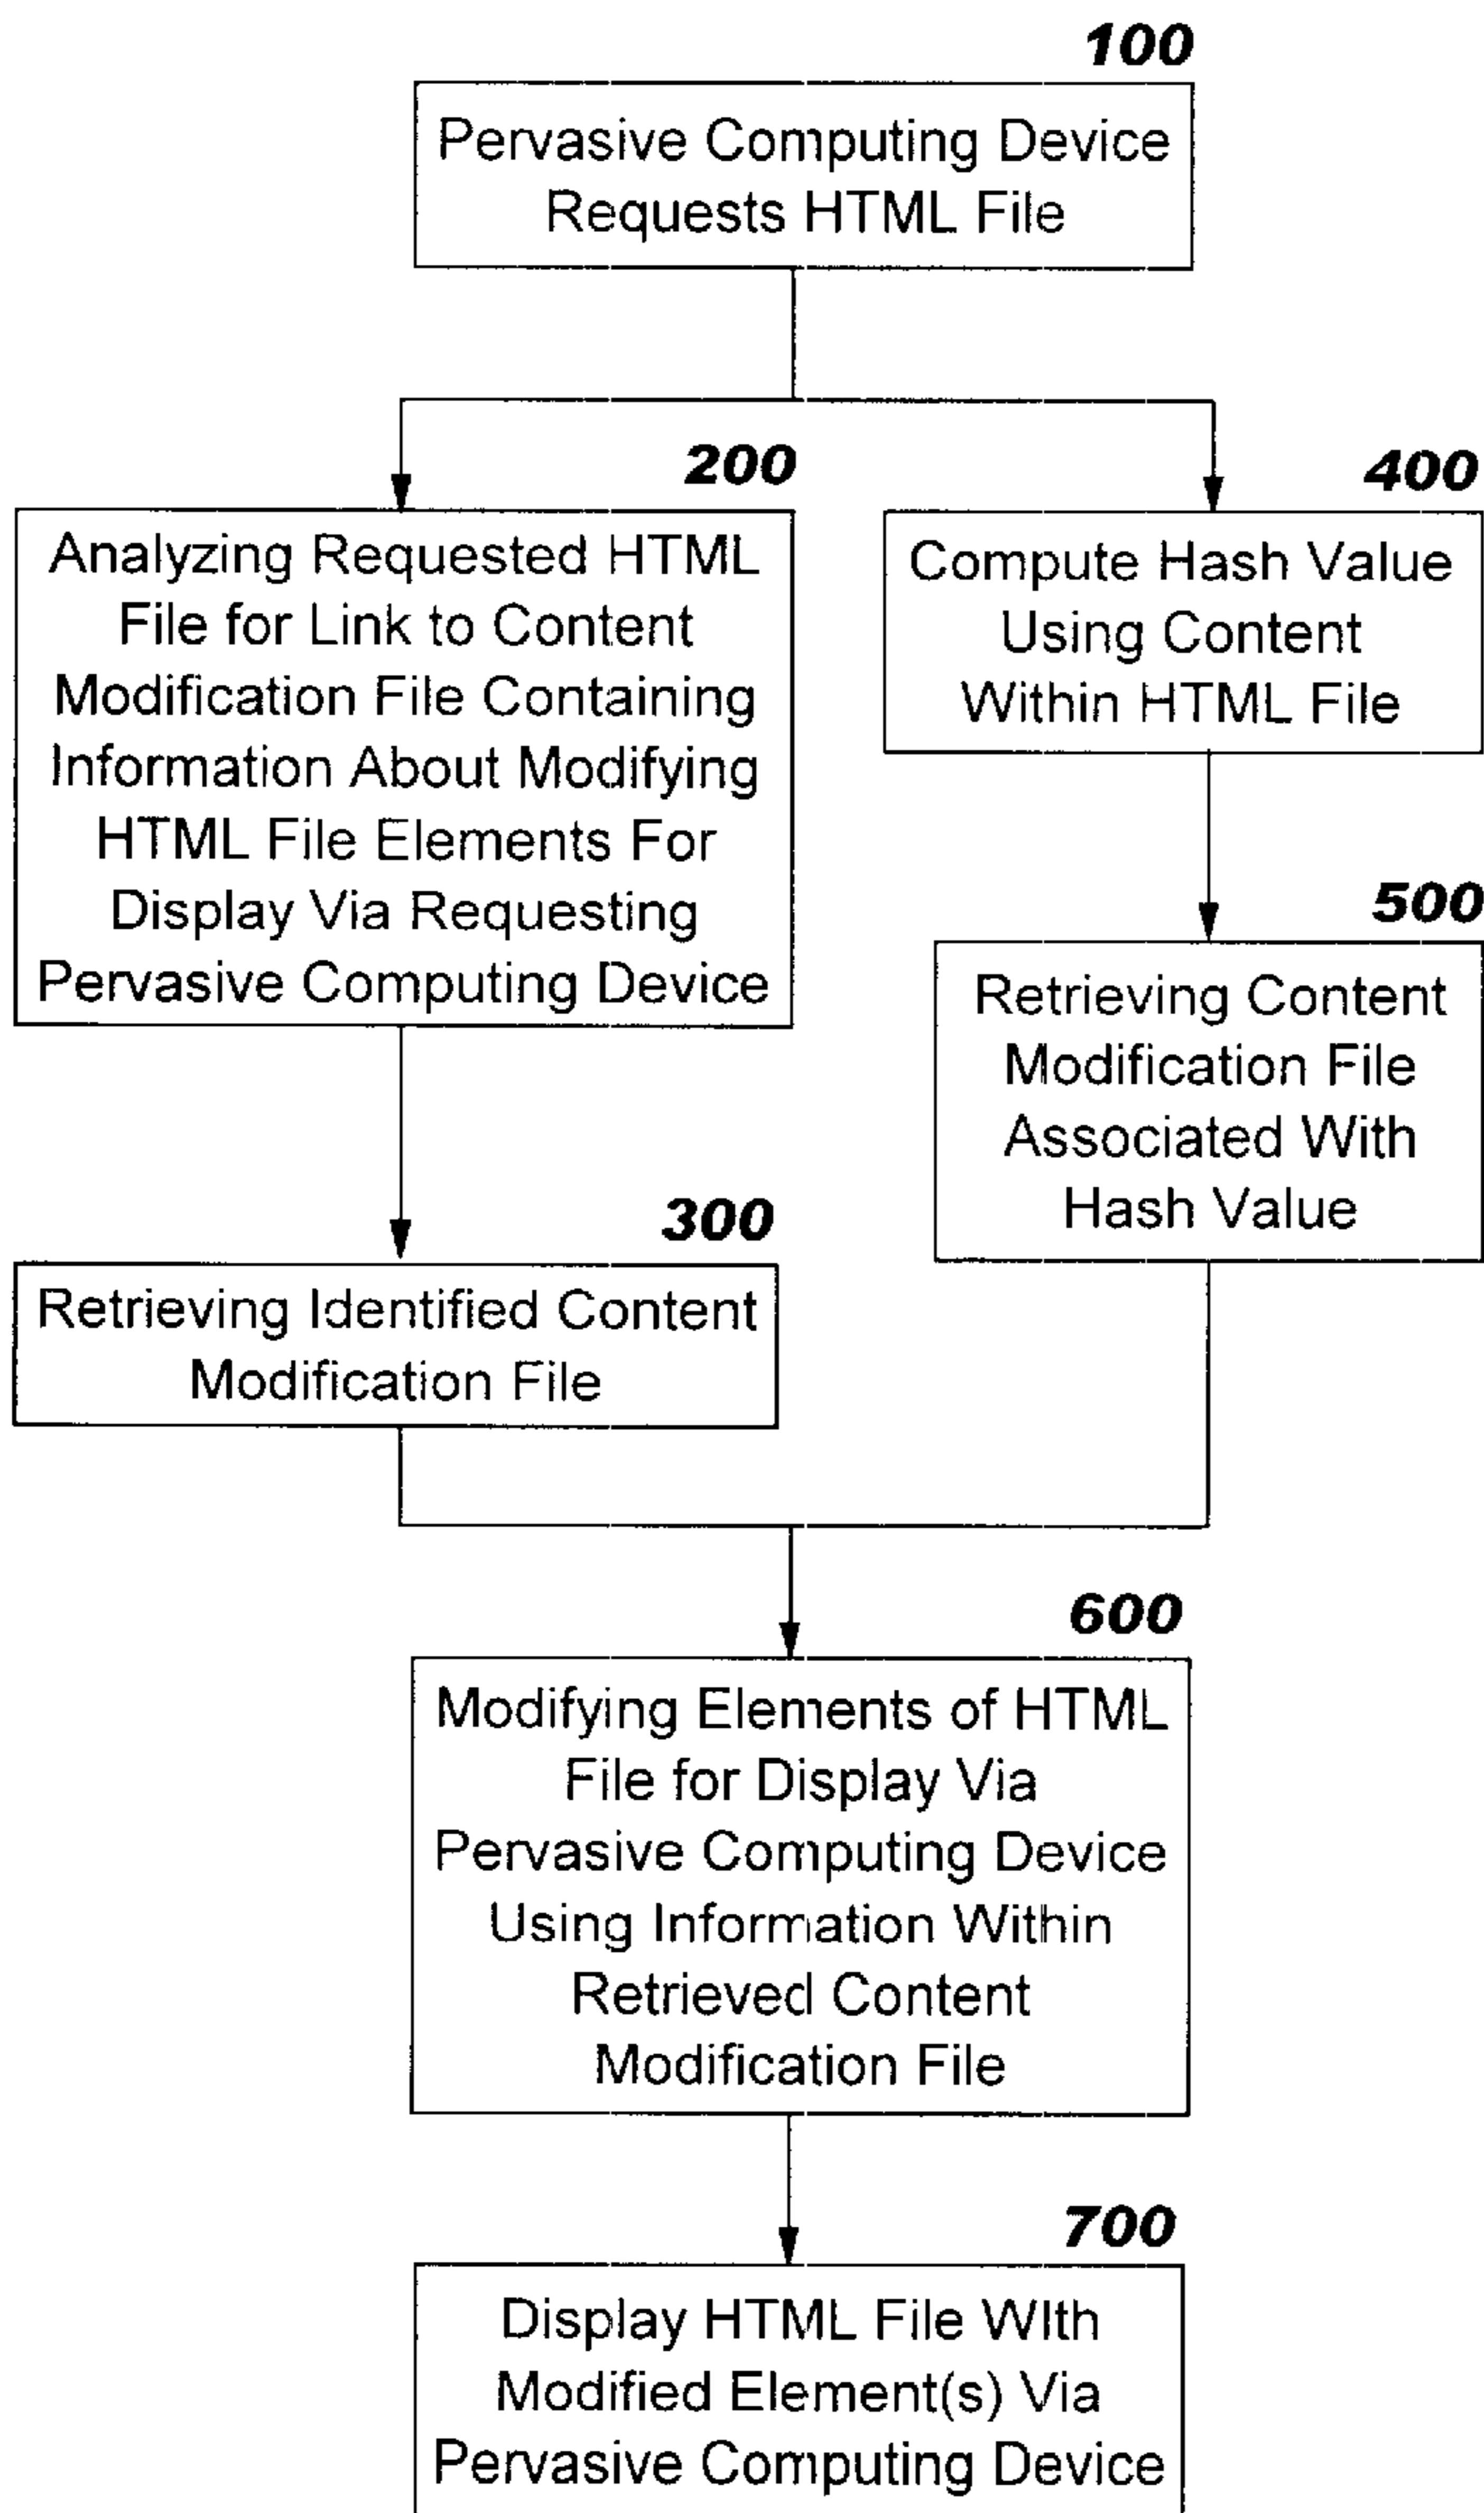 100
Pervasive Computing Device
Requests HTML File
200
Analyzing Requested HTML
File for Link to Content
Modification File Containing
Information About Modifying
HTML File Elements For
Display Via Requesting
Pervasive Computing Device
400
Compute Hash Value
Using Content
Within HTML File
500
Retrieving Content
Modification File
Associated With
Hash Value
300
Retrieving Identified Content
Modification File
600
Modifying Elements of HTML
File for Display Via
Pervasive Computing Device
Using Information Within
Retrieved Content
Modification File
700
Display HTML File WIth
Modified Element(s) Via
Pervasive Computing Device